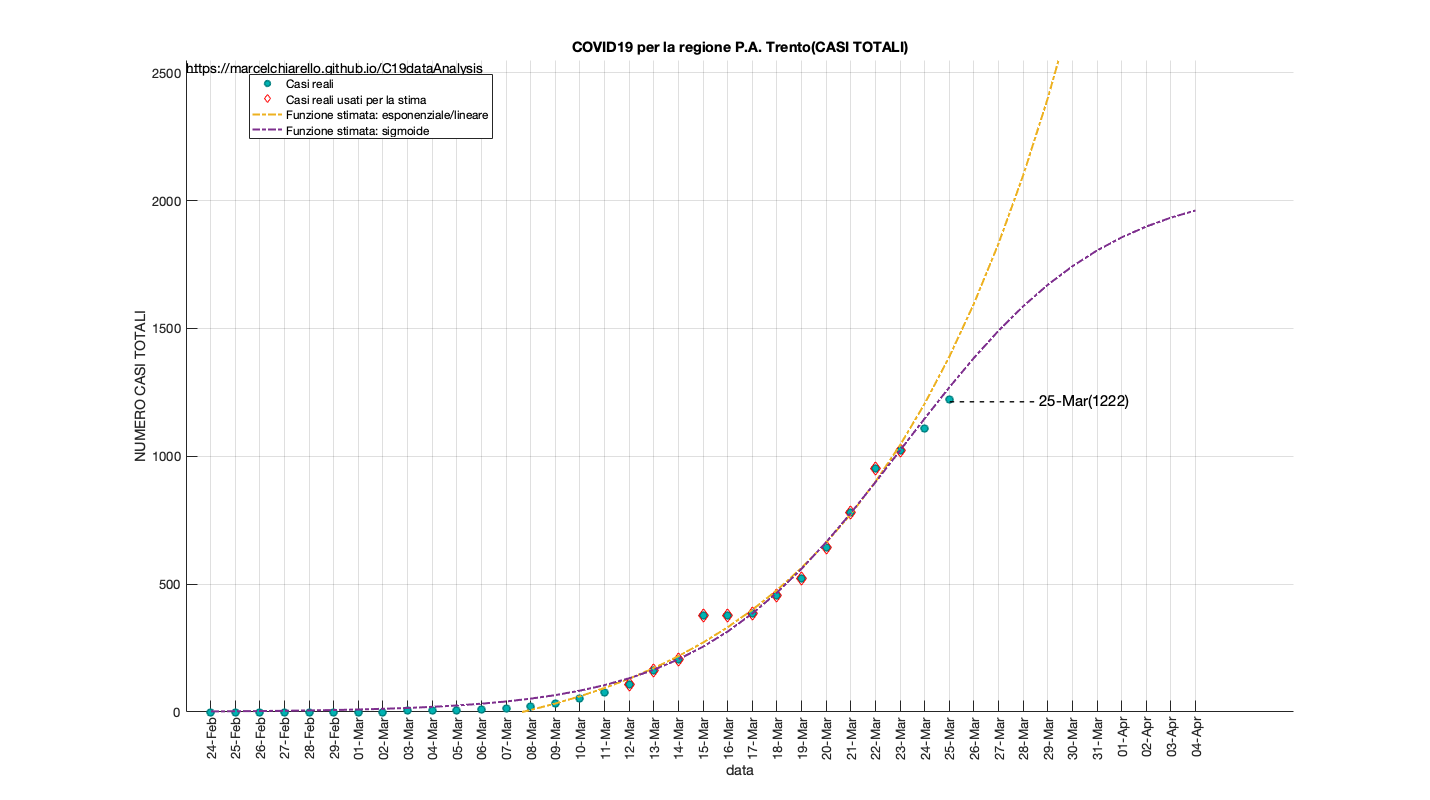 COVID19 per la regione P.A. Trento(CASI TOTALI)
https://marcelchiarello.github.io/C19dataAnalysis
Casi reali
Casi reali usati per la stima
Funzione stimata: esponenziale/lineare
Funzione stimata: sigmoide
NUMERO CASI TOTALI
2500
2000
1500
1000
500
0
25-Mar(1222)
24-Feb
25-Feb
26-Feb
27-Feb
28-Feb
29-Feb
01-Mar
02-Mar
03-Mar
04-Mar
05-Mar
06-Mar
07-Mar
08-Mar
09-Mar
10-Mar
11-Mar
12-Mar
13-Mar
14-Mar
15-Mar
16-Mar
17-Mar
18-Mar
19-Mar
20-Mar
21-Mar
22-Mar
23-Mar
24-Mar
25-Mar
26-Mar
27-Mar
28-Mar
29-Mar
30-Mar
31-Mar
01-Apr
02-Apr
03-Apr
04-Apr
data